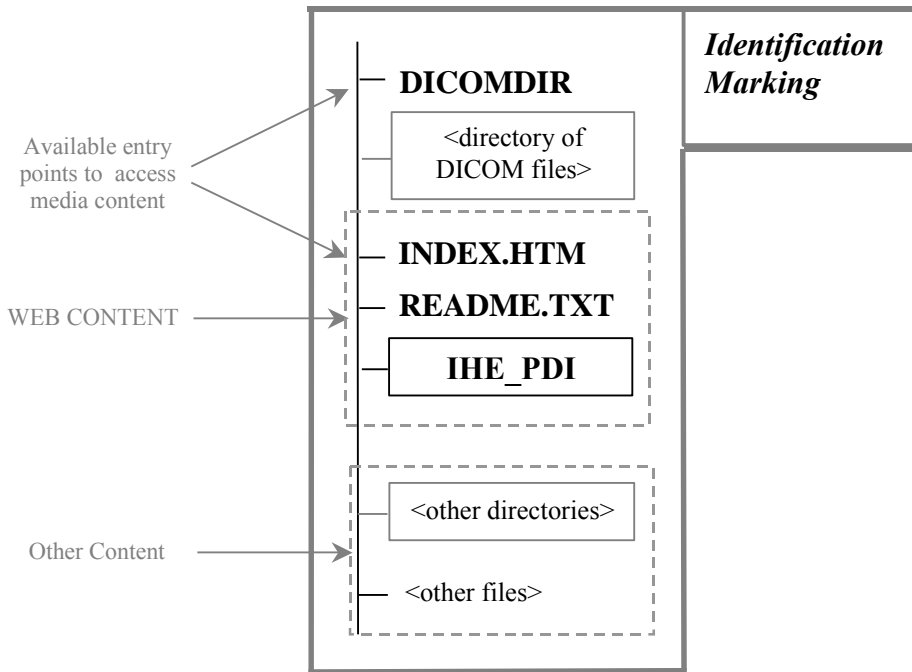 Identification
Marking
DICOMDIR
<directory of
DICOM files>
Available entry
points to  access
media content
INDEX.HTM
README.TXT
WEB CONTENT
IHE_PDI
<other directories>
Other Content
<other files>